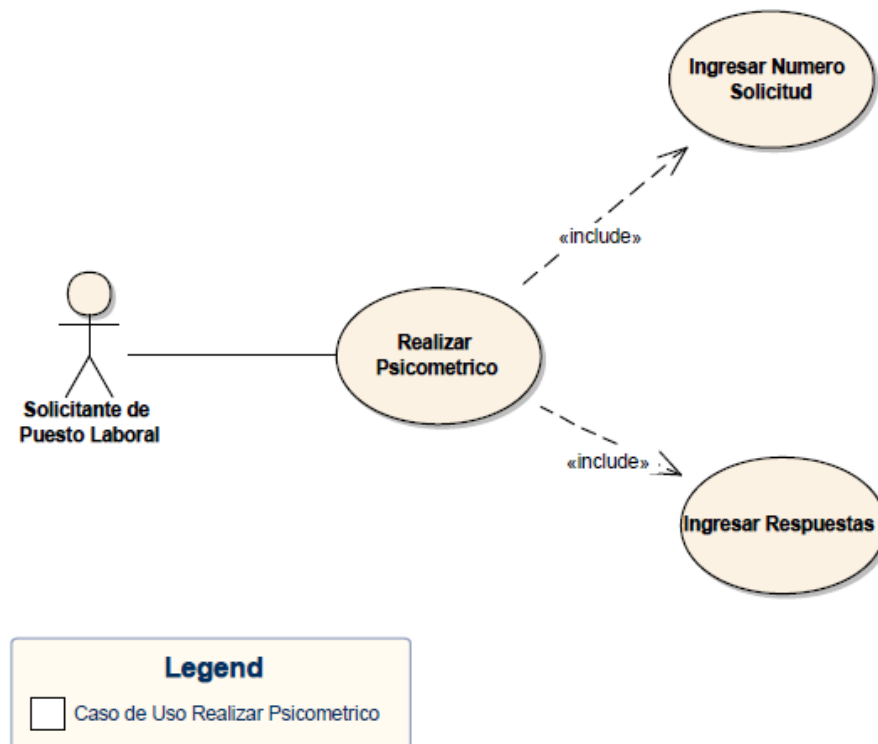 Ingresar Numero
Solicitud
«include»
Realizar
Psicometrico
Solicitante de
Puesto Laboral
«include»
Ingresar Respuestas
Legend
Caso de Uso Realizar Psicometrico